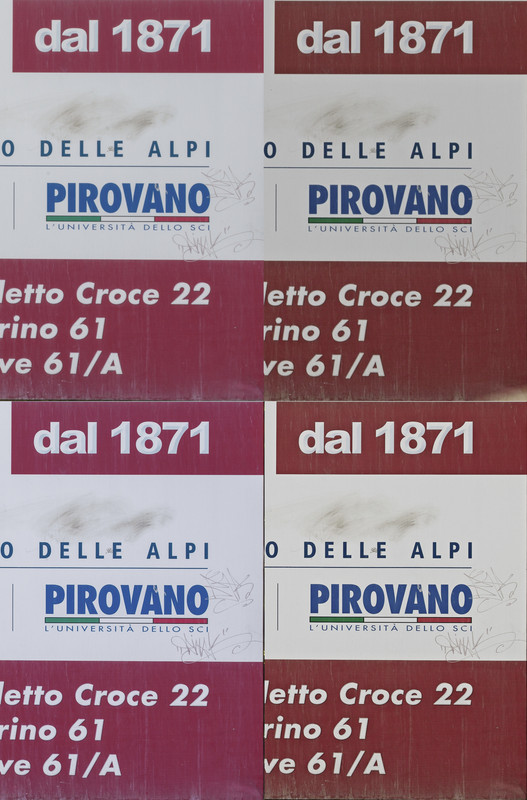 dal 1871
O DELLE ALPI
PIROVANO
L'UNIVERSITÀ DELLO SCI
letto Croce 22
rino 61
ve 61/A
dal 1871
O DELLE ALPI
PIROVANO
L'UNIVERSITÀ DELLO SCI
letto Croce 22
rino 61
ve 61/A
dal 1871
O DELLE ALPI
PIROVANO
L'UNIVERSITÀ DELLO SCI
letto Croce 22
rino 61
ve 61/A
dal 1871
O DELLE ALPI
PIROVANO
L'UNIVERSITÀ DELLO SCI
letto Croce 22
rino 61
ve 61/A